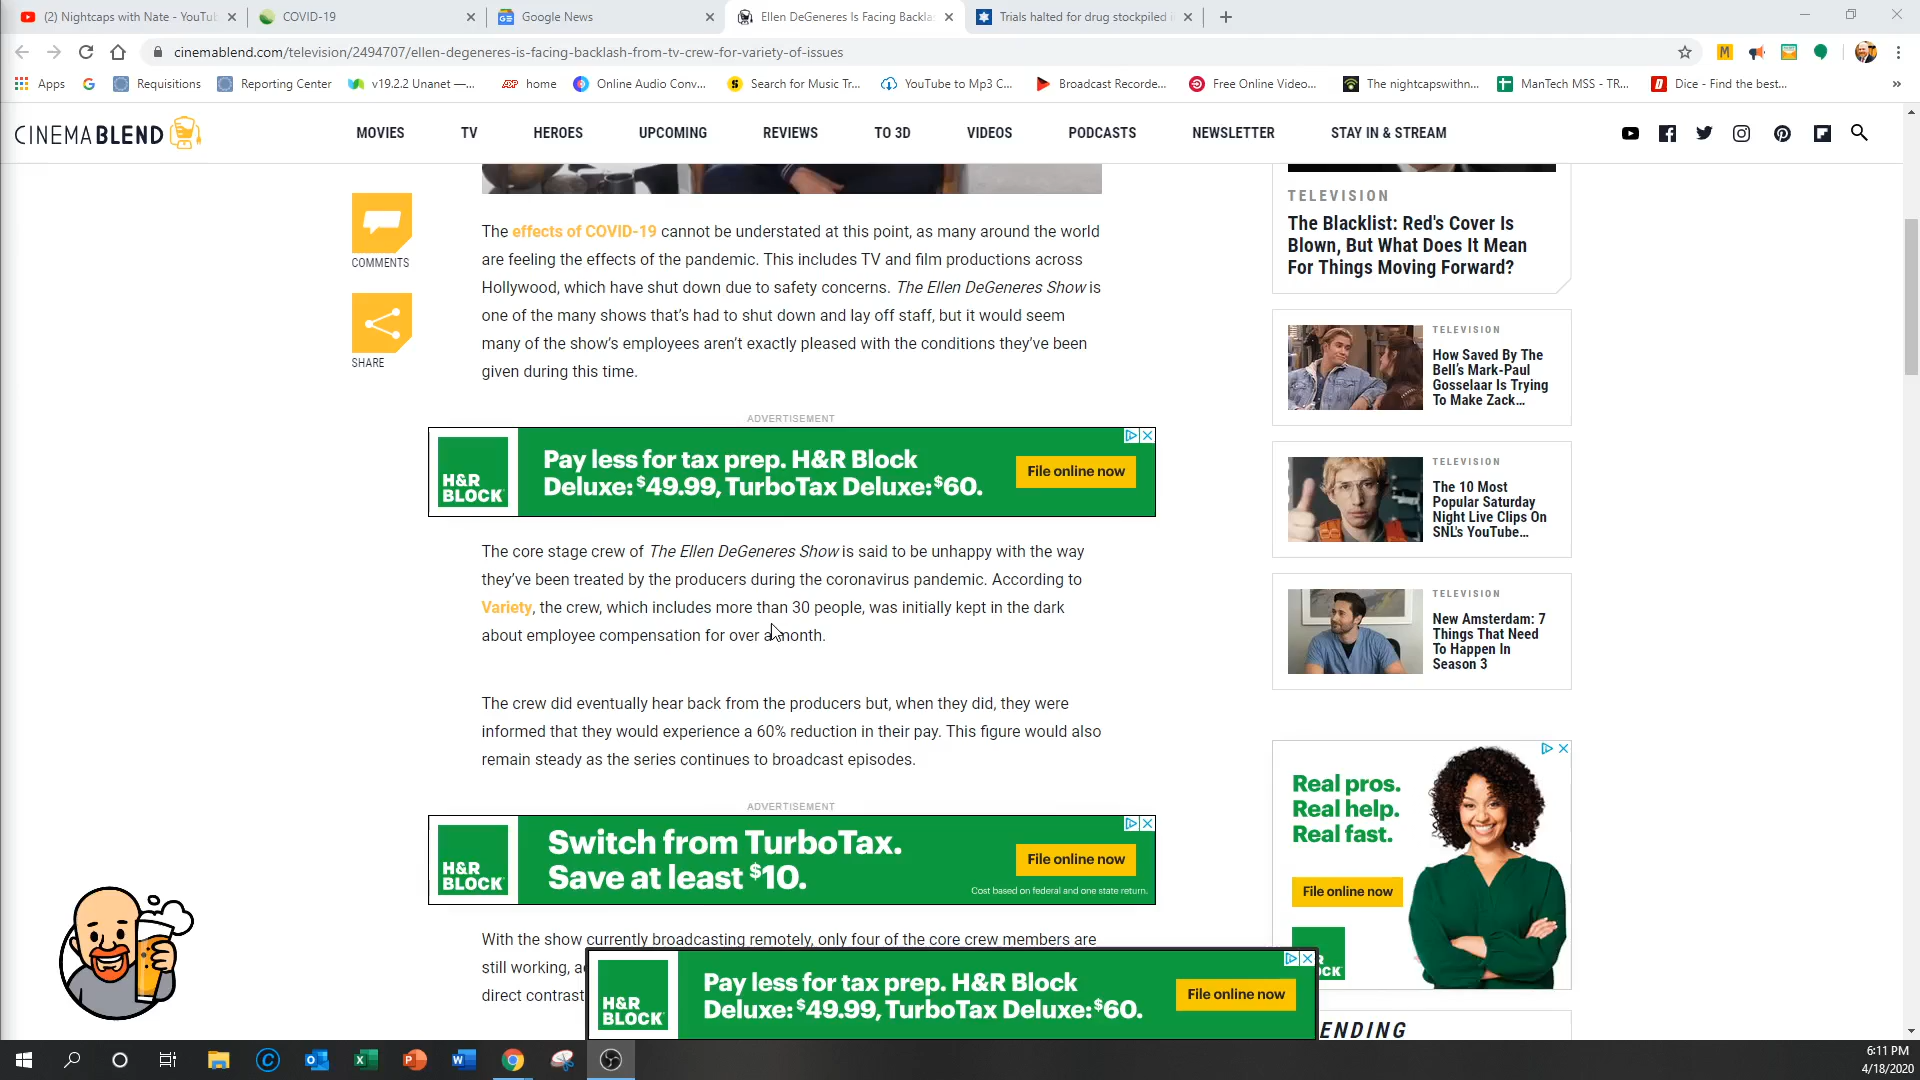 (2) Nightcaps with Nate - YouTu
COVID-19
Google News
Ellen DeGeneres Is Facing Backla
Trials halted for drug stockpiled i
cinemablend.com/television/2494707/ellen-degeneres-is-facing-backlash-from-tv-crew-for-variety-of-issues
Apps
Requisitions
Reporting Center
v19.2.2 Unanet —...
home
Online Audio Conv...
Search for Music Tr...
YouTube to Mp3 C...
Broadcast Recorde...
Free Online Video...
The nightcapswithn...
ManTech MSS - TR...
Dice - Find the best...
»
CINEMABLEND
MOVIES
TV
HEROES
UPCOMING
REVIEWS
TO 3D
VIDEOS
PODCASTS
NEWSLETTER
STAY IN & STREAM
COMMENTS
SHARE
The effects of COVID-19 cannot be understated at this point, as many around the world
are feeling the effects of the pandemic. This includes TV and film productions across
Hollywood, which have shut down due to safety concerns. The Ellen DeGeneres Show is
one of the many shows that's had to shut down and lay off staff, but it would seem
many of the show's employees aren't exactly pleased with the conditions they've been
given during this time.
ADVERTISEMENT
H&R
BLOCK
Pay less for tax prep. H&R Block
Deluxe: $49.99, TurboTax Deluxe:$60.
File online now
The core stage crew of The Ellen DeGeneres Show is said to be unhappy with the way
they've been treated by the producers during the coronavirus pandemic. According to
Variety, the crew, which includes more than 30 people, was initially kept in the dark
about employee compensation for over a month.
The crew did eventually hear back from the producers but, when they did, they were
informed that they would experience a 60% reduction in their pay. This figure would also
remain steady as the series continues to broadcast episodes.
ADVERTISEMENT
H&R
BLOCK
Switch from TurboTax.
Save at least $10.
File online now
Cost based on federal and one state return.
With the show currently broadcasting remotely, only four of the core crew members are
still working,
direct contrast
H&R
BLOCK
Pay less for tax prep. H&R Block
Deluxe: $49.99, TurboTax Deluxe:$60.
File online now
TELEVISION
The Blacklist: Red's Cover Is
Blown, But What Does It Mean
For Things Moving Forward?
TELEVISION
How Saved By The
Bell's Mark-Paul
Gosselaar Is Trying
To Make Zack...
TELEVISION
The 10 Most
Popular Saturday
Night Live Clips On
SNL's YouTube...
TELEVISION
New Amsterdam: 7
Things That Need
To Happen In
Season 3
Real pros.
Real help.
Real fast.
File online now
CK
ENDING
6:11 PM
4/18/2020